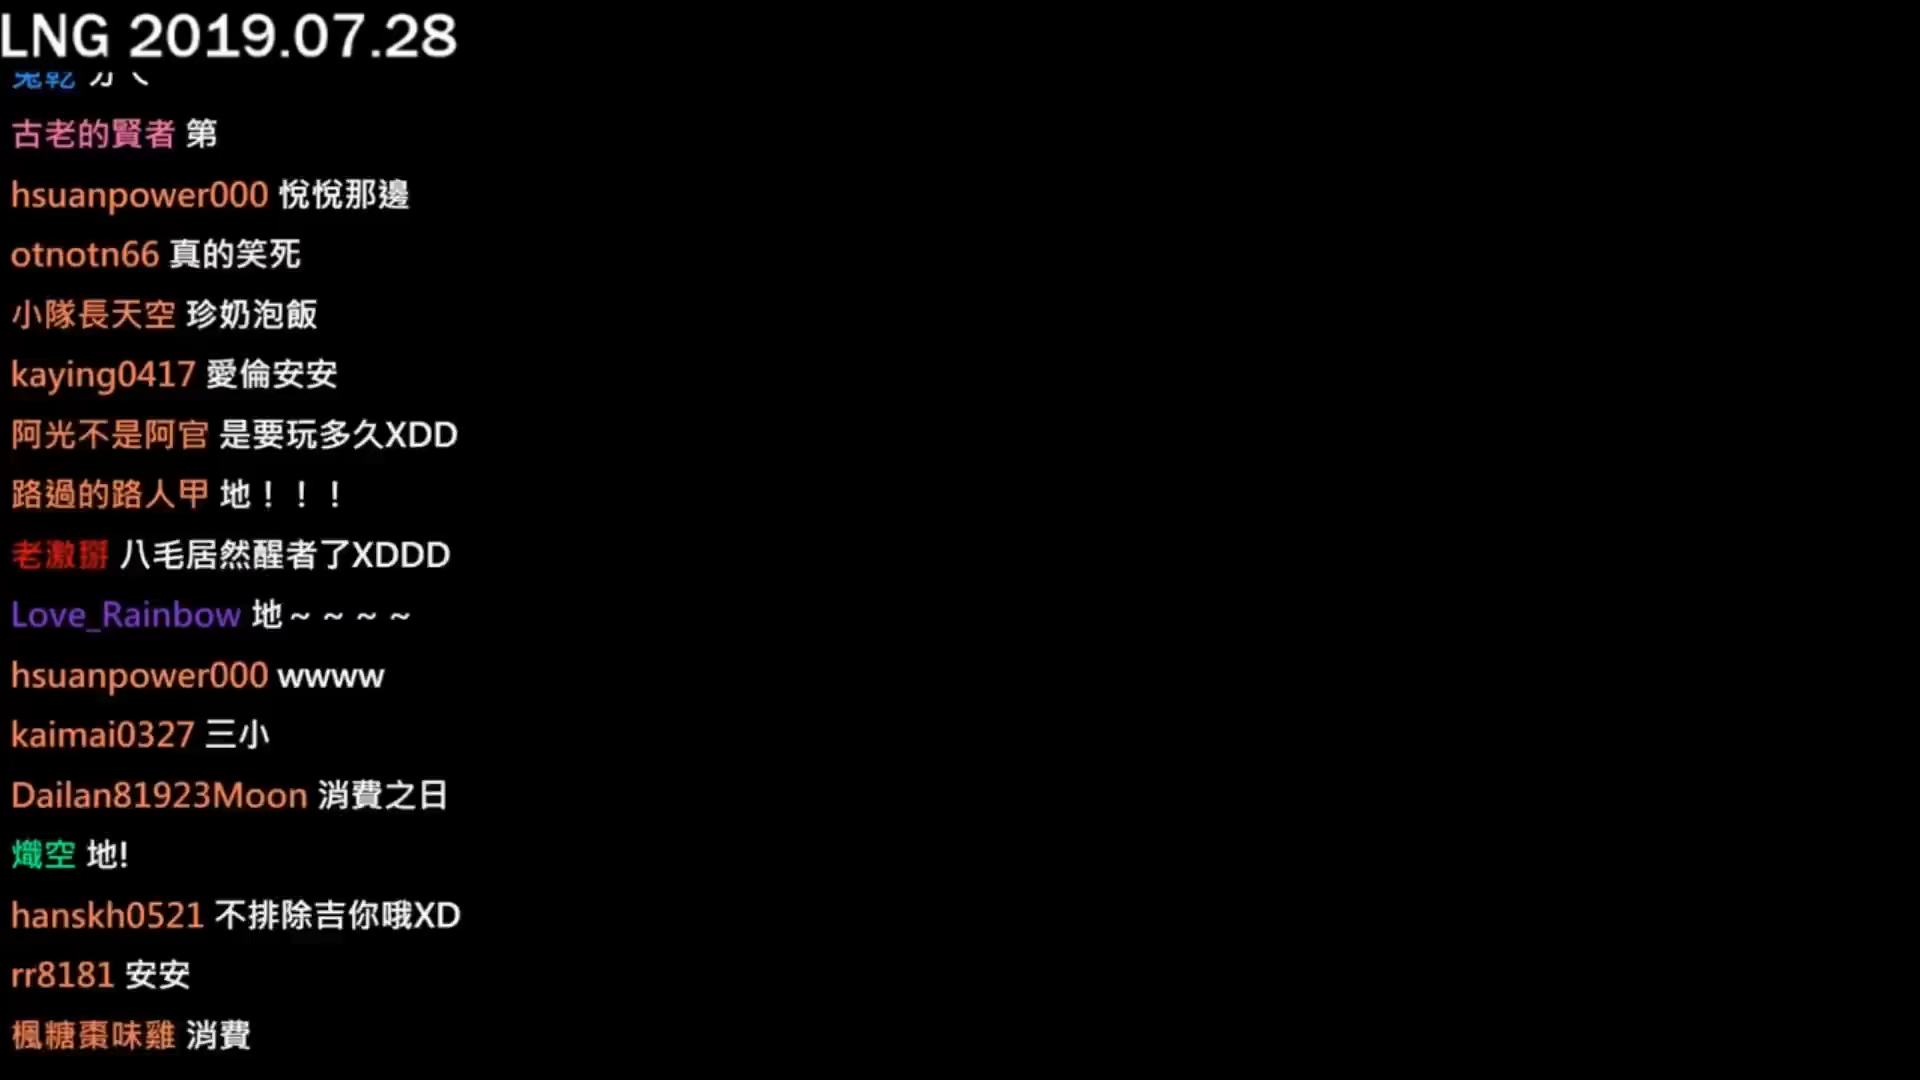 LNG 2019.07.28
古老的賢者 第
hsuanpower000 悅悅那邊
otnotn66 真的笑死
小隊長天空 珍奶泡飯
kaying0417 愛倫安安
阿光不是阿官 是要玩多久XDD
路過的路人甲 地！！！
老激掰 八毛居然醒者了XDDD
Love_Rainbow 地～～～～
hsuanpower000 wwww
kaimai0327 三小
Dailan81923Moon 消費之日
熾空 地!
hanskh0521 不排除吉你哦XD
rr8181 安安
楓糖棗味雞 消費